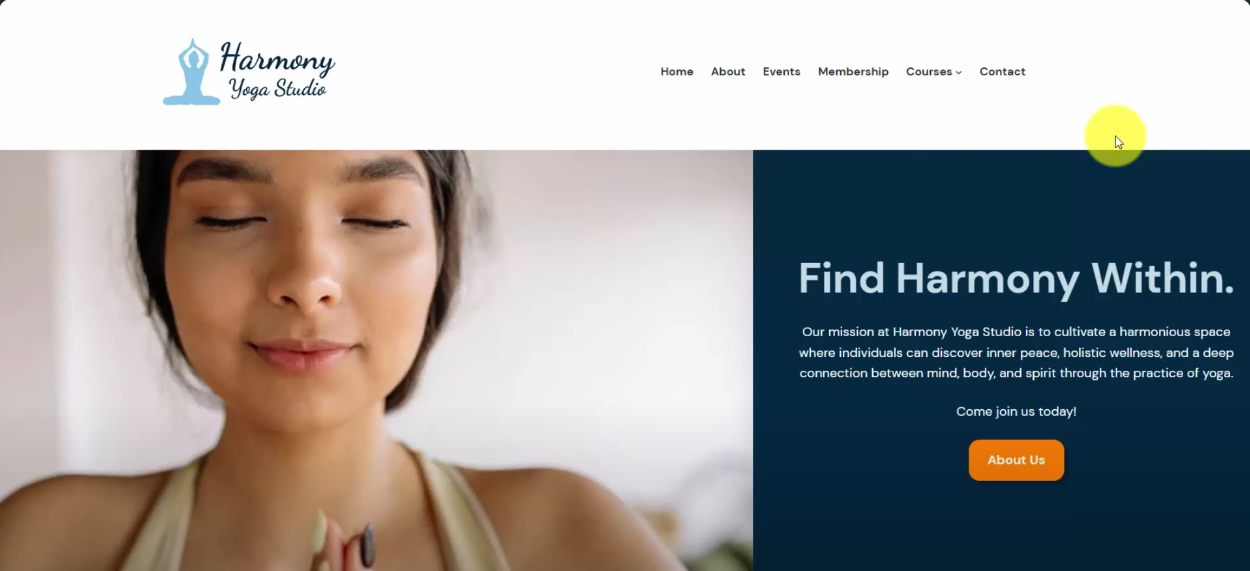 Harmony
Yoga Studio
Home About Events Membership Courses Contact
Find Harmony Within.
Our mission at Harmony Yoga Studio is to cultivate a harmonious space
where individuals can discover inner peace, holistic wellness, and a deep
connection between mind, body, and spirit through the practice of yoga.
Come join us today!
About Us